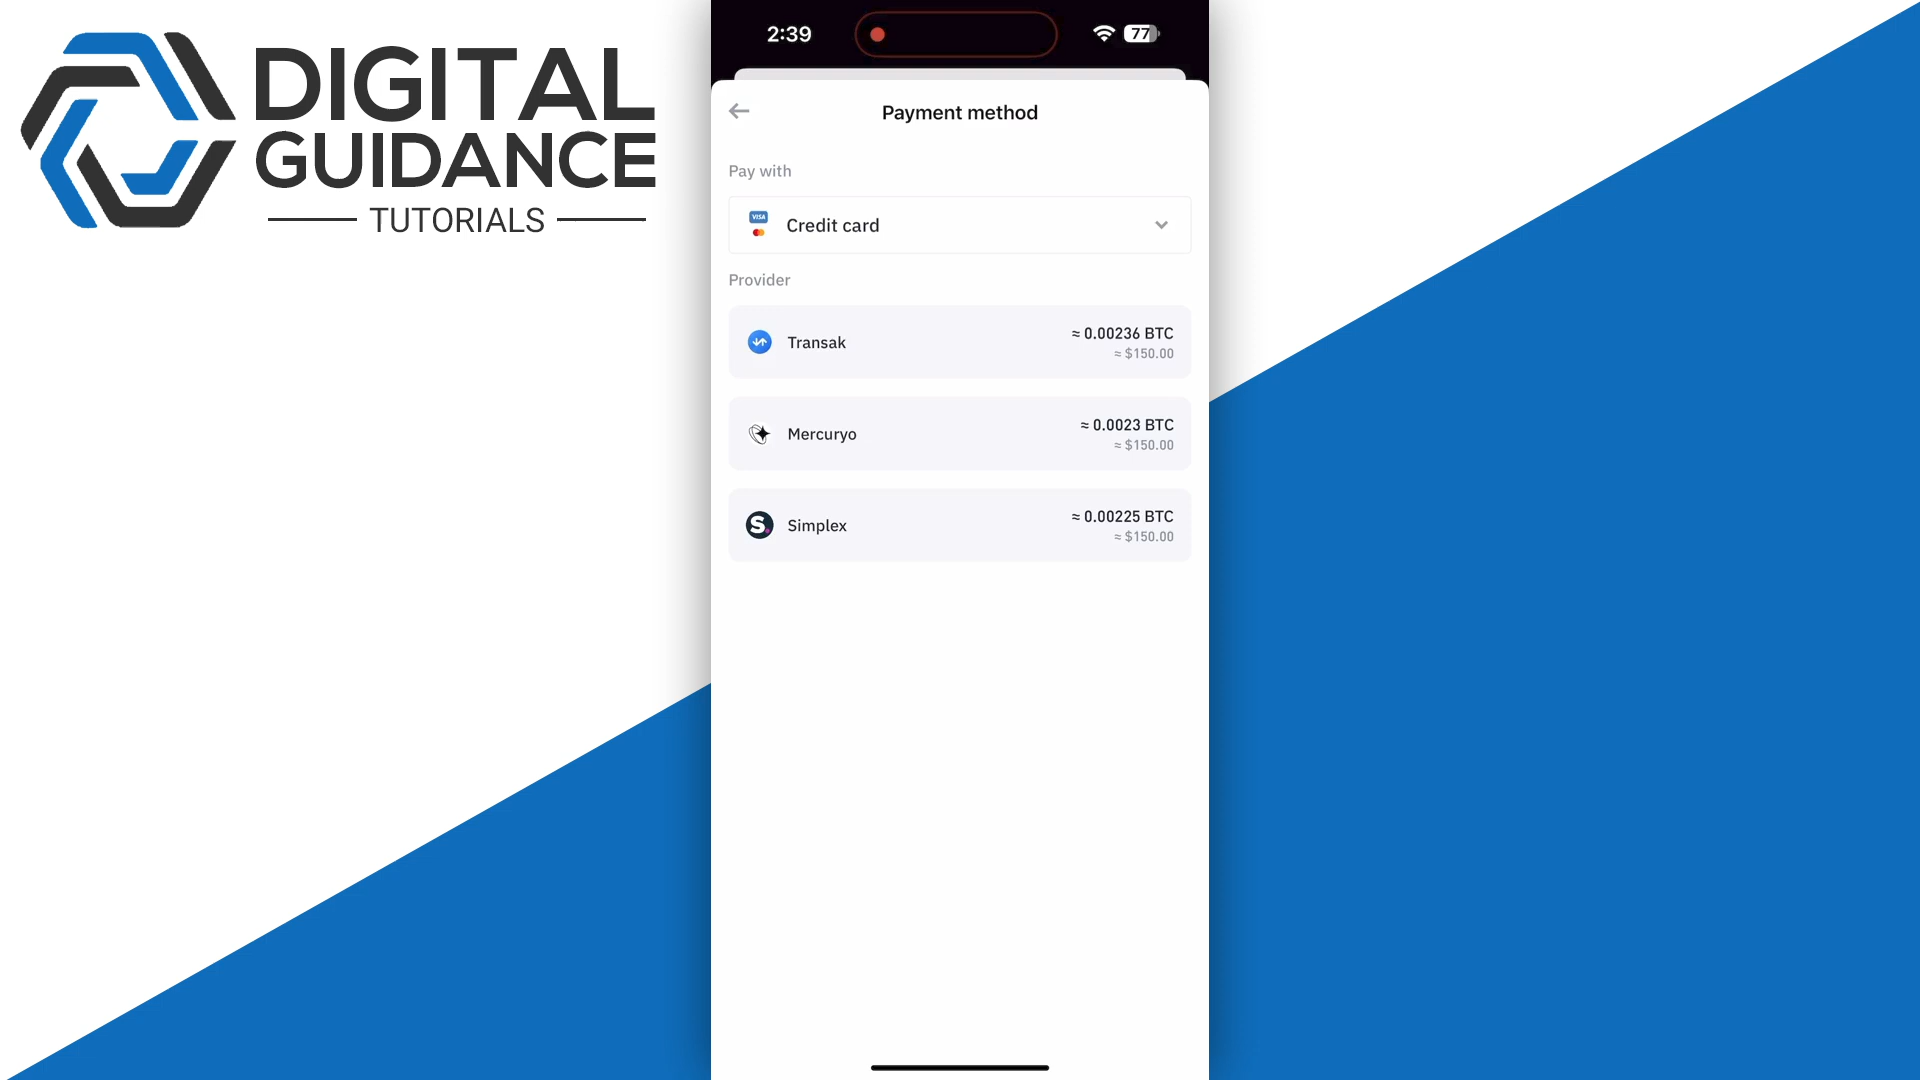 DIGITAL
GUIDANCE
TUTORIALS
2:39
77
Payment method
Pay with
VISA
Credit card
Provider
Transak
≈ 0.00236 BTC
≈ $150.00
Mercuryo
≈ 0.0023 BTC
≈ $150.00
S.
Simplex
≈ 0.00225 BTC
≈ $150.00